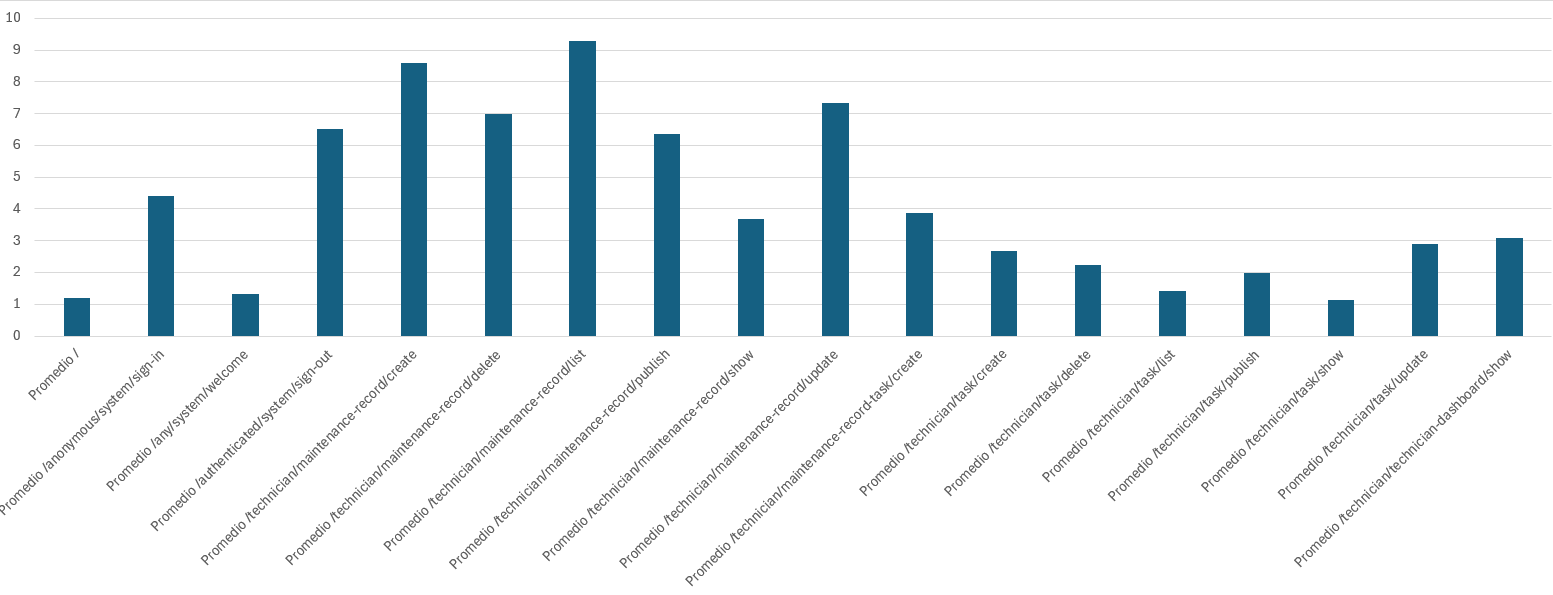 10
9
8
7
6
5
4
3
2
1
0
Promedio /
Promedio /anonymous/system/sign-in
Promedio /any/system/welcome
Promedio /authenticated/system/sign-out
Promedio /technician/maintenance-record/create
Promedio /technician/maintenance-record/delete
Promedio /technician/maintenance-record/list
Promedio /technician/maintenance-record/publish
Promedio /technician/maintenance-record/show
Promedio /technician/maintenance-record/update
Promedio /technician/maintenance-record-task/create
Promedio /technician/task/create
Promedio /technician/task/delete
Promedio /technician/task/list
Promedio /technician/task/publish
Promedio /technician/task/show
Promedio /technician/task/update
Promedio /technician/technician-dashboard/show